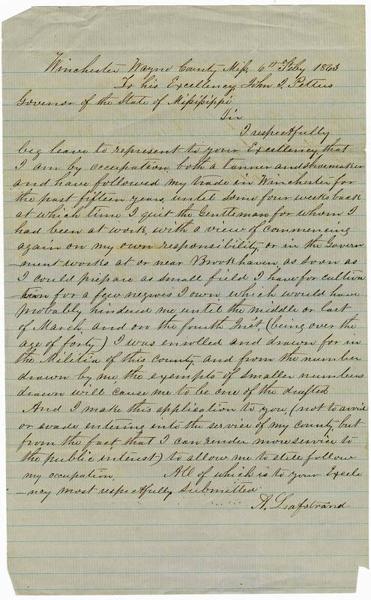 Winchester Wayne County Miss 6th Feby 1863
To his Excellency John J. Pettus
Governor of the State of Mississippi
Sir
I respectfully
beg leave to represent to your Excellency that
I am by occupation both a tanner and shoemaker
and have followed my trade in Winchester for
the past fifteen years, until some four weeks back
at which time I quit the Gentleman for whom I
had been at work, with a view of commencing
again on my own responsibility or in the Govern
ment works at or near Brookhaven, as soon as
I could prepare as small field I have for cultiva
tion for a few negroes I own which would have
probably hindered me until the middle or last
of March, and on the fourth Inst, (being over the
age of forty) I was enrolled and drawn for in
the Militia of this county and from the number
drawn by me the exempts of smaller numbers
drawn will cause me to be one of the drafted
And I make this application to you (not to avoid
or evade entering into the service of my county but
from the fact that I can render more service to
the public interest) to allow me to still follow
my occupation. All of which is to your Excele
-ncy most respectfully submitted
A. Leafstrand